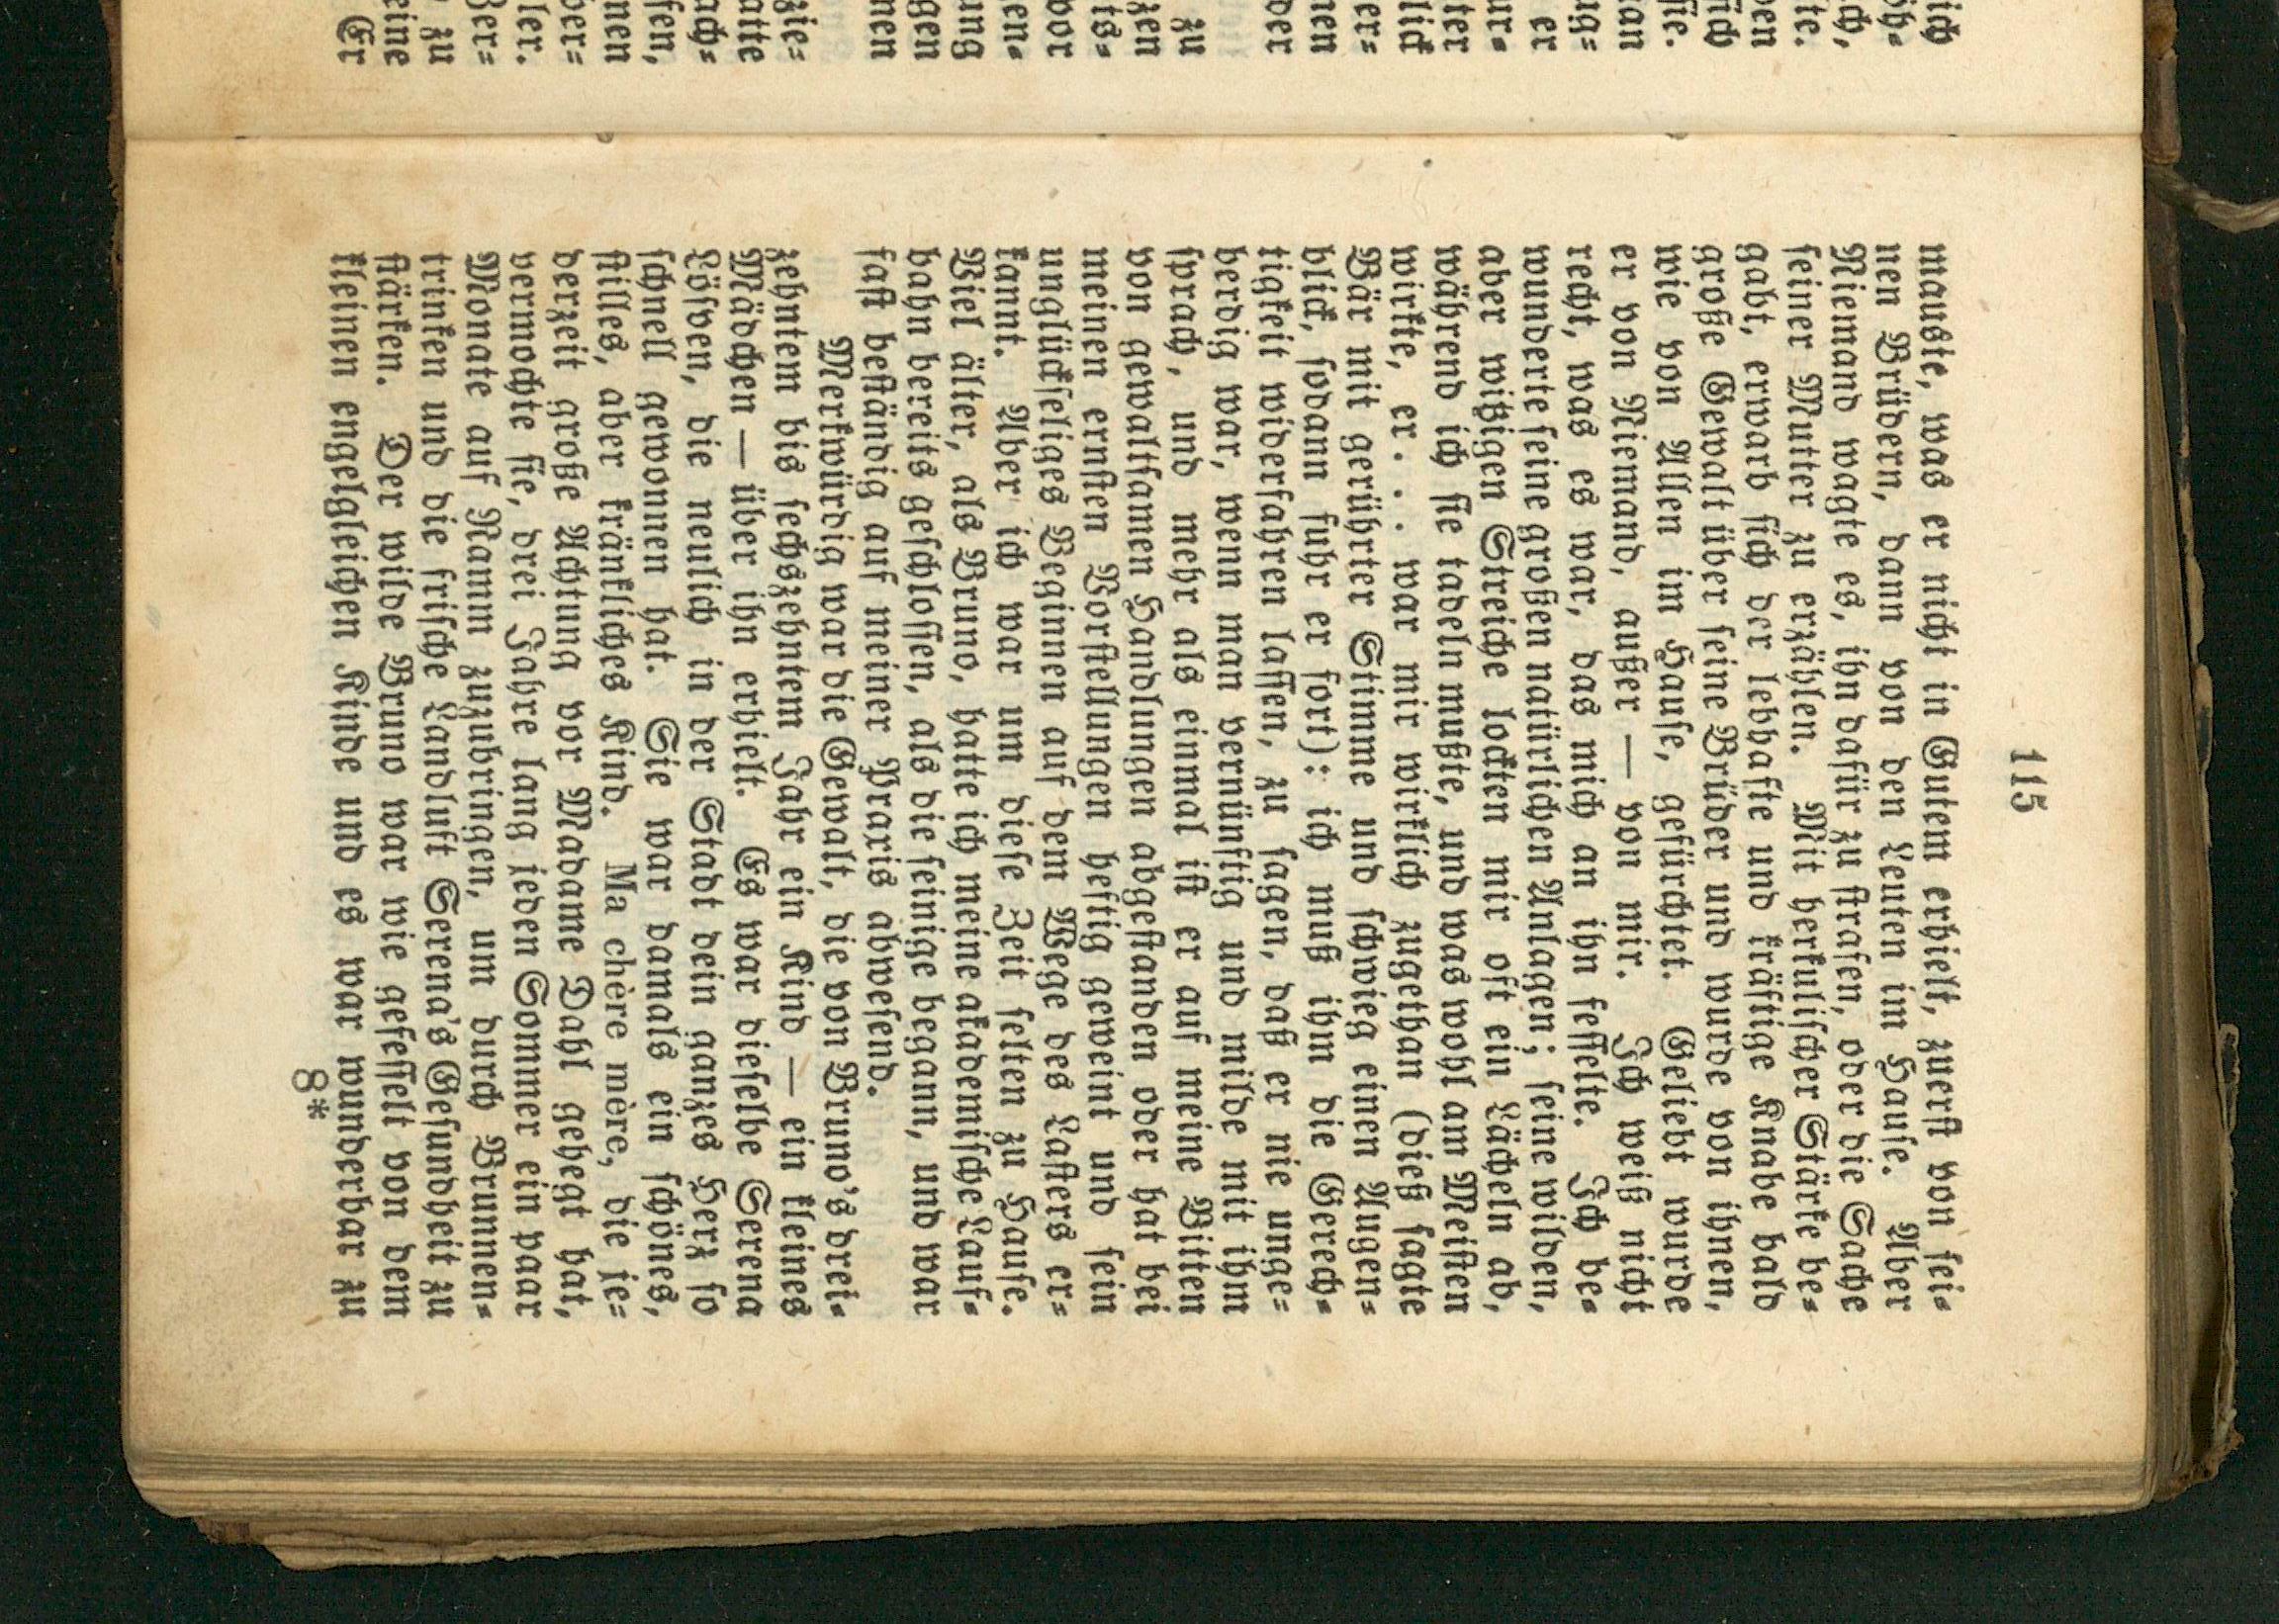 115
mauste, was er nicht in Gutem erhielt, zuerst von sei-
nen Brüdern, dann von den Leuten im Hause. Aber
Niemand wagte es, ihn dafür zu strafen, oder die Sache
seiner Mutter zu erzählen. Mit herkulischer Stärke be-
gabt, erwarb sich der lebhafte und kräftige Knabe bald
große Gewalt über seine Brüder und wurde von ihnen,
wie von Allen im Hause, gefürchtet. Geliebt wurde
er von Niemand, außer — von mir. Ich weiß nicht
recht, was es war, das mich an ihn fesselte. Ich be-
wunderte seine großen natürlichen Anlagen; seine wilden,
aber witzigen Streiche lockten mir oft ein Lächeln ab,
während ich sie tadeln mußte, und was wohl am Meisten
wirkte, er . . . war mir wirklich zugethan (dieß sagte
Bär mit gerührter Stimme und schwieg einen Augen-
blick, sodann fuhr er fort): ich muß ihm die Gerech-
tigkeit widerfahren lassen, zu sagen, daß er nie unge-
berdig war, wenn man vernünftig und milde mit ihm
sprach, und mehr als einmal ist er auf meine Bitten
von gewaltsamen Handlungen abgestanden oder hat bei
meinen ernsten Vorstellungen heftig geweint und sein
unglückseliges Beginnen auf dem Wege des Lasters er-
kannt. Aber ich war um diese Zeit selten zu Hause.
Viel älter, als Bruno, hatte ich meine akademische Lauf-
bahn bereits geschlossen, als die seinige begann, und war
fast beständig auf meiner Praxis abwesend.
Merkwürdig war die Gewalt, die von Bruno's drei-
zehntem bis sechszehntem Jahr ein Kind — ein kleines
Mädchen — über ihn erhielt. Es war dieselbe Serena
Löfven, die neulich in der Stadt dein ganzes Herz so
schnell gewonnen hat. Sie war damals ein schönes,
stilles, aber kränkliches Kind. Ma chère mère, die je-
derzeit große Achtung vor Madame Dahl gehegt hat,
vermochte sie, drei Jahre lang jeden Sommer ein paar
Monate auf Ramm zuzubringen, um durch Brunnen-
trinken und die frische Landluft Serena's Gesundheit zu
stärken. Der wilde Bruno war wie gefesselt von dem
kleinen engelgleichen Kinde und es war wunderbar zu
8*